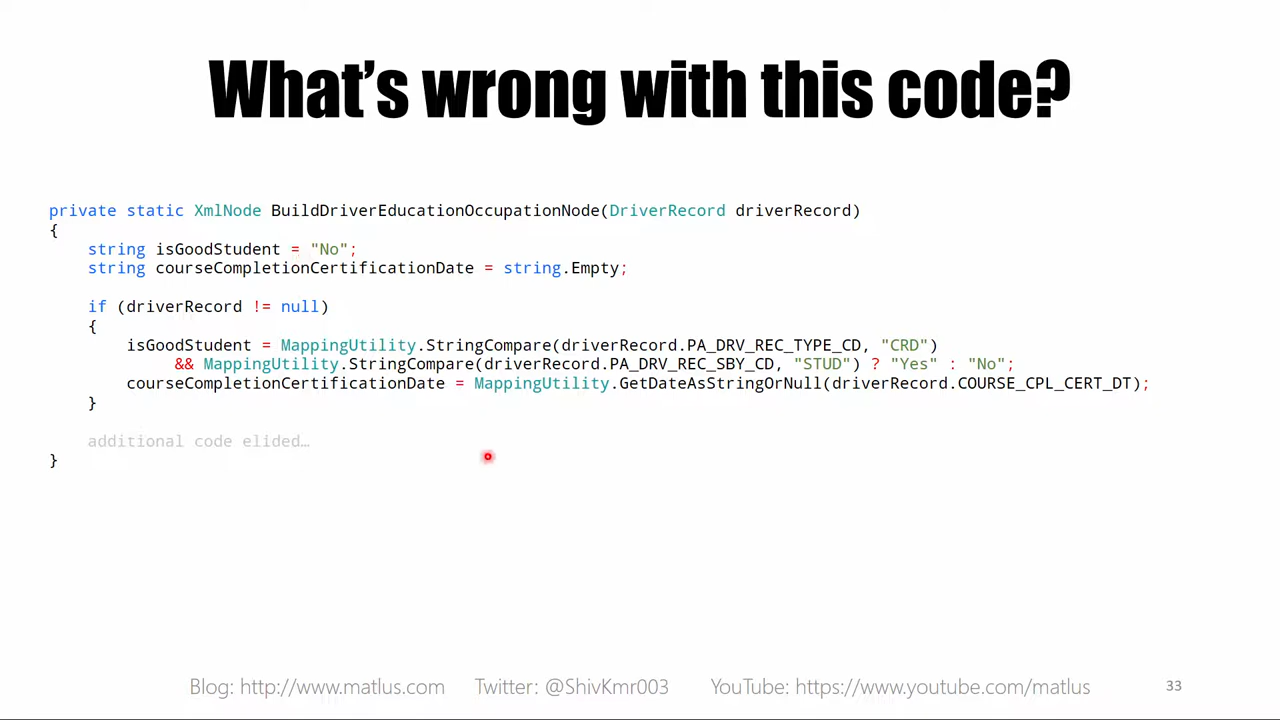 What's wrong with this code?
private static XmlNode BuildDriverEducationOccupationNode(DriverRecord driverRecord)
{
    string isGoodStudent = "No";
    string courseCompletionCertificationDate = string.Empty;
    if (driverRecord != null)
    {
        isGoodStudent = MappingUtility.StringCompare(driverRecord.PA_DRV_REC_TYPE_CD, "CRD")
             && MappingUtility.StringCompare(driverRecord.PA_DRV_REC_SBY_CD, "STUD") ? "Yes" : "No";
        courseCompletionCertificationDate = MappingUtility.GetDateAsStringOrNull(driverRecord.COURSE_CPL_CERT_DT);
    }
    additional code elided…
}
Blog: http://www.matlus.com Twitter: @ShivKmr003 YouTube: https://www.youtube.com/matlus 33